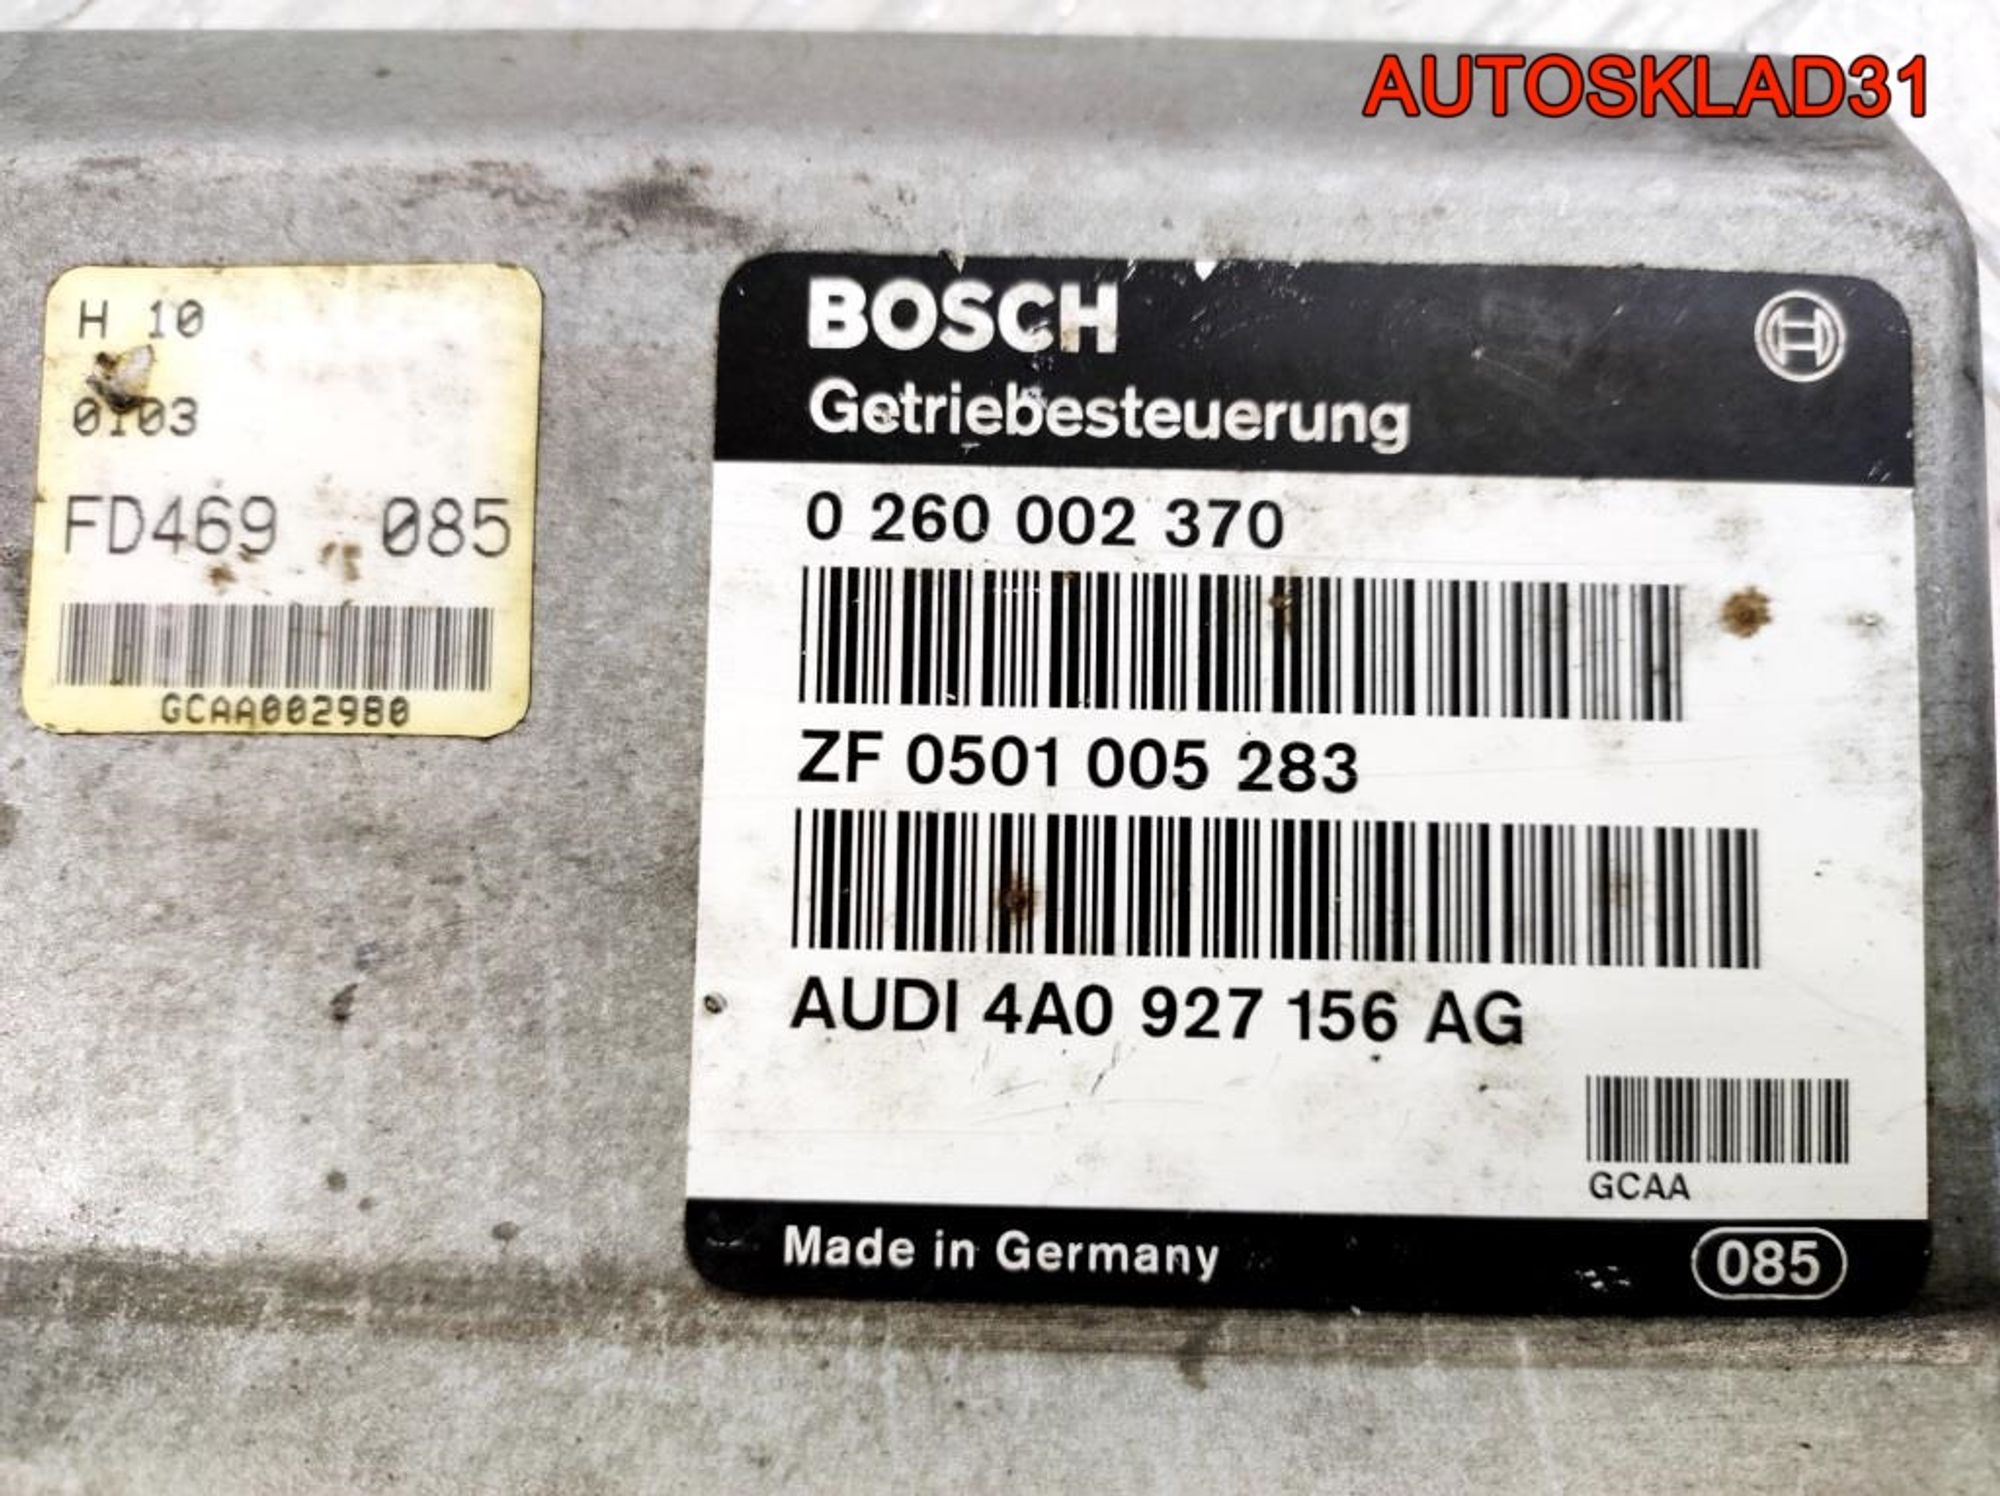 AUTOSKLAD31
H 10
0103
FD469 085
GCAA002980
BOSCH
Getriebesteuerung
0 260 002 370
ZF 0501 005 283
AUDI 4A0 927 156 AG
GCAA
Made in Germany
085